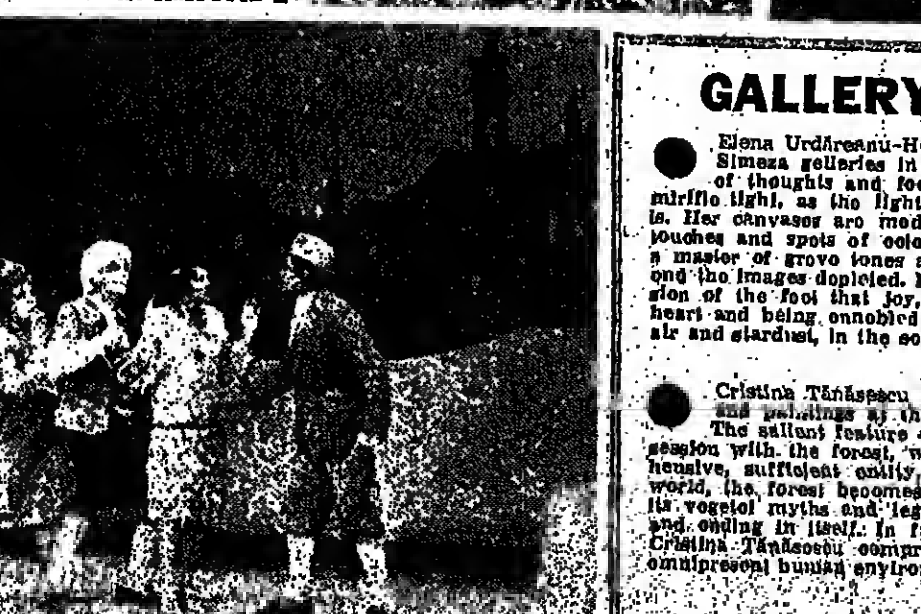 GALLERY
Elena Urdăreanu-H
Simeza galleries in
of thoughts and fee
mirific light, as the light
is. Her canvases are mod
touches and spots of colo
a master of grave tones a
and the images depicted.
sion of the fact that joy
heart and being ennobled
air and stardust, in the so
Cristina Tănăsescu
and paintings at th
The salient feature
session with the forest, w
hensive, sufficient entity
world, the forest becomes
its vegetal myths and leg
and ending in itself. In f
Cristina Tănăsescu compr
omnipresent human enviro